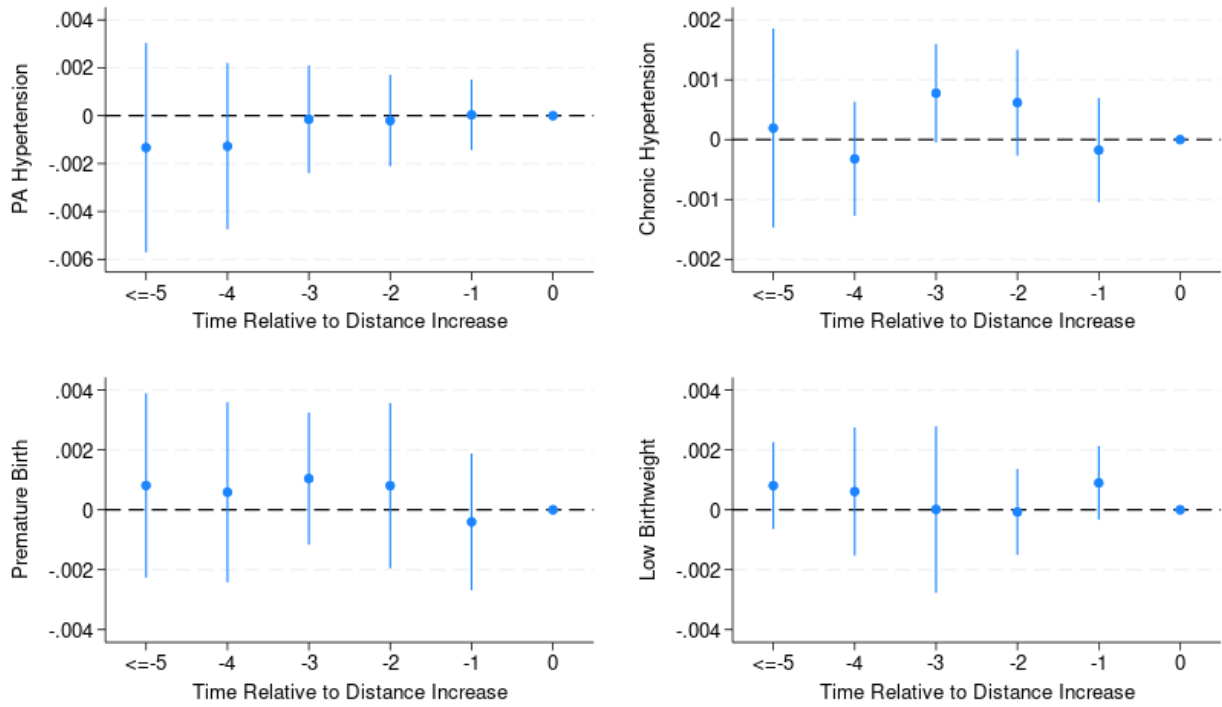 PA Hypertension
.004
.002
0
-.002
-.004
-.006
<=-5 -4 -3 -2 -1 0
Time Relative to Distance Increase
Chronic Hypertension
.002
.001
0
-.001
-.002
<=-5 -4 -3 -2 -1 0
Time Relative to Distance Increase
Premature Birth
.004
.002
0
-.002
-.004
<=-5 -4 -3 -2 -1 0
Time Relative to Distance Increase
Low Birthweight
.004
.002
0
-.002
-.004
<=-5 -4 -3 -2 -1 0
Time Relative to Distance Increase